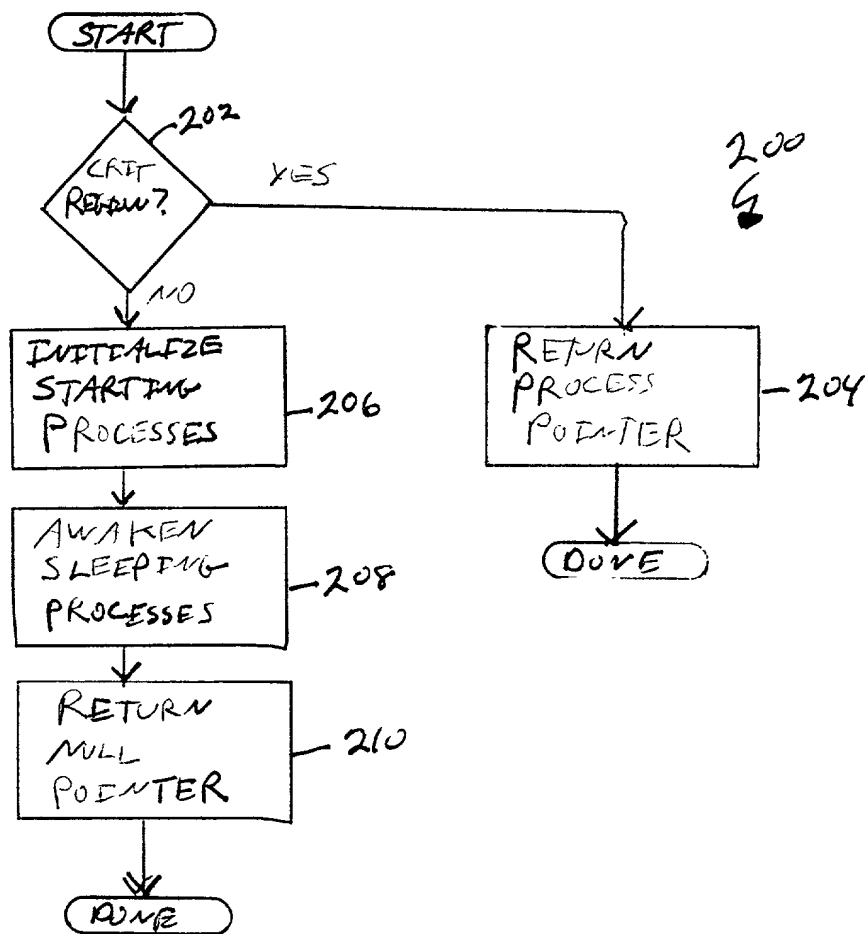 START
202
CRIT
REGION?
YES
200
NO
INITIALIZE
STARTING
PROCESSES
206
RETURN
PROCESS
POINTER
204
AWAKEN
SLEEPING
PROCESSES
208
DONE
RETURN
NULL
POINTER
210
DONE